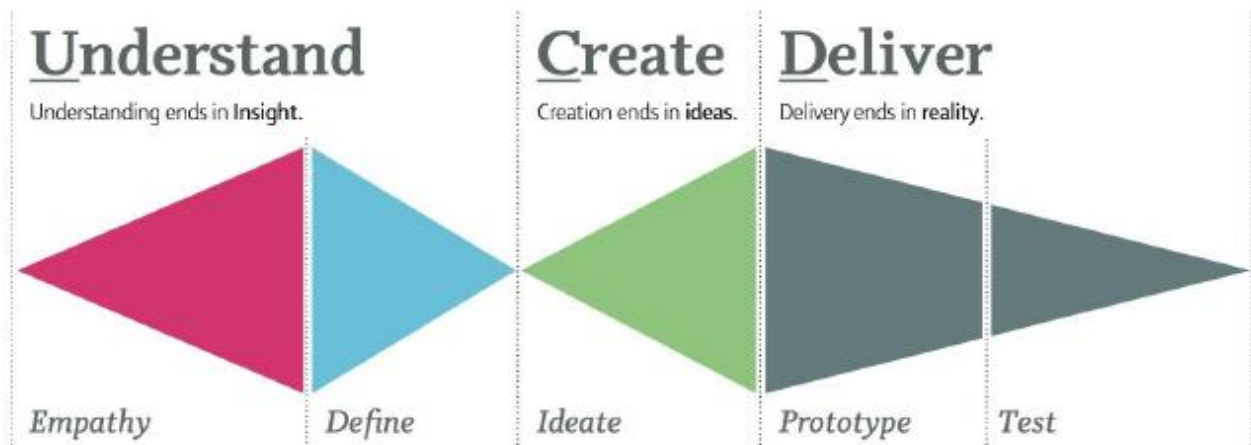 Understand
Understanding ends in Insight.
Create
Creation ends in ideas.
Deliver
Delivery ends in reality.
Empathy
Define
Ideate
Prototype
Test